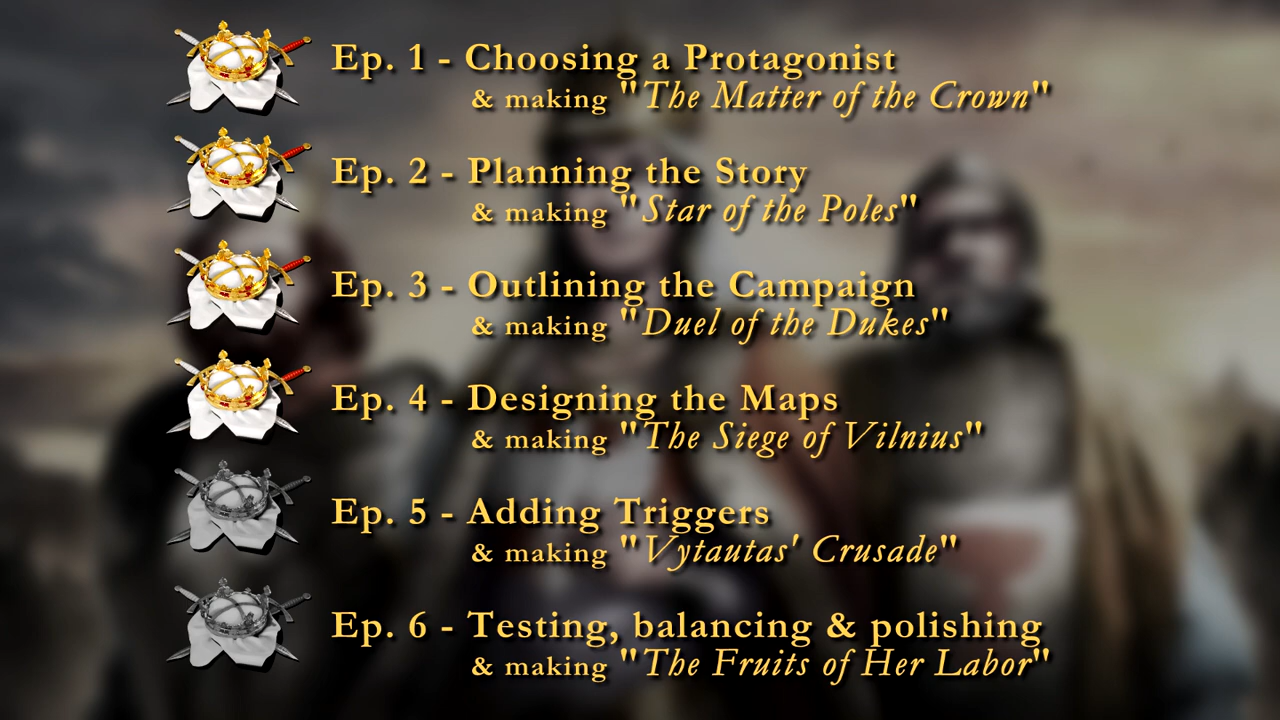 Ep. 1 - Choosing a Protagonist
& making "The Matter of the Crown"
Ep. 2 - Planning the Story
& making "Star of the Poles"
Ep. 3 - Outlining the Campaign
& making "Duel of the Dukes"
Ep. 4 - Designing the Maps
& making "The Siege of Vilnius"
Ep. 5 - Adding Triggers
& making "Vytautas' Crusade"
Ep. 6 - Testing, balancing & polishing
& making "The Fruits of Her Labor"